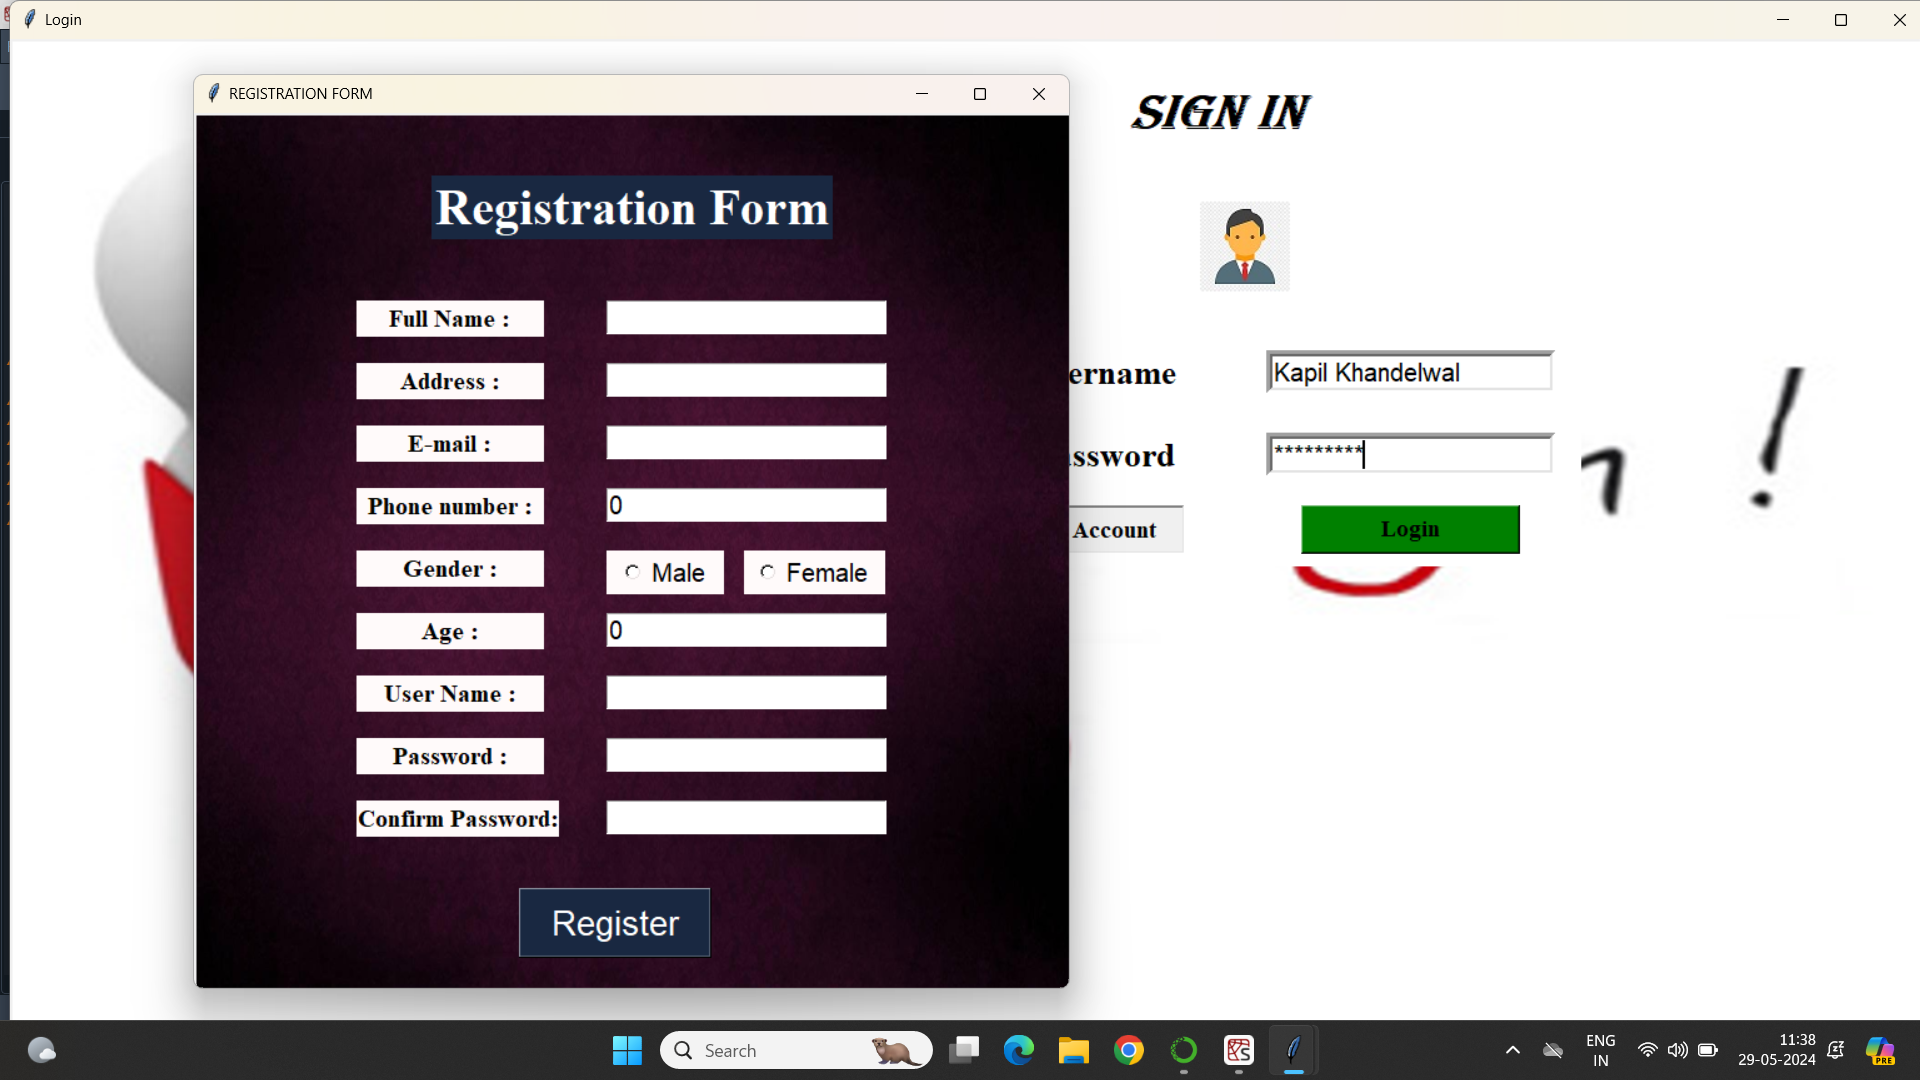 Login
REGISTRATION FORM
Registration Form
Full Name :
Address :
E-mail :
Phone number :
0
Gender :
Male
Female
Age :
0
User Name :
Password :
Confirm Password:
Register
SIGN IN
ername
Kapil Khandelwal
ssword
*********
Account
Login
!
Search
ENG
IN
11:38
29-05-2024
PRE